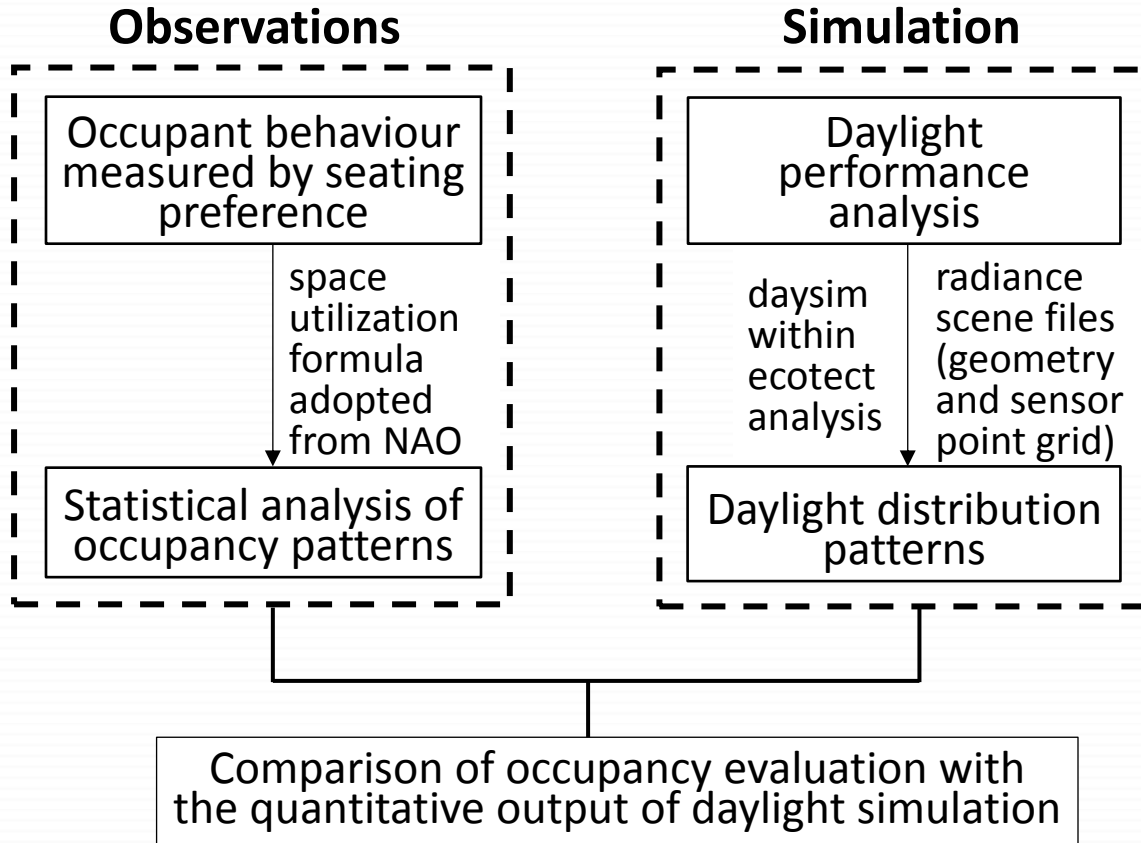 Observations
Occupant behaviour
measured by seating
preference
space
utilization
formula
adopted
from NAO
Statistical analysis of
occupancy patterns
Simulation
Daylight
performance
analysis
daysim
within
ecotect
analysis
radiance
scene files
(geometry
and sensor
point grid)
Daylight distribution
patterns
Comparison of occupancy evaluation with
the quantitative output of daylight simulation